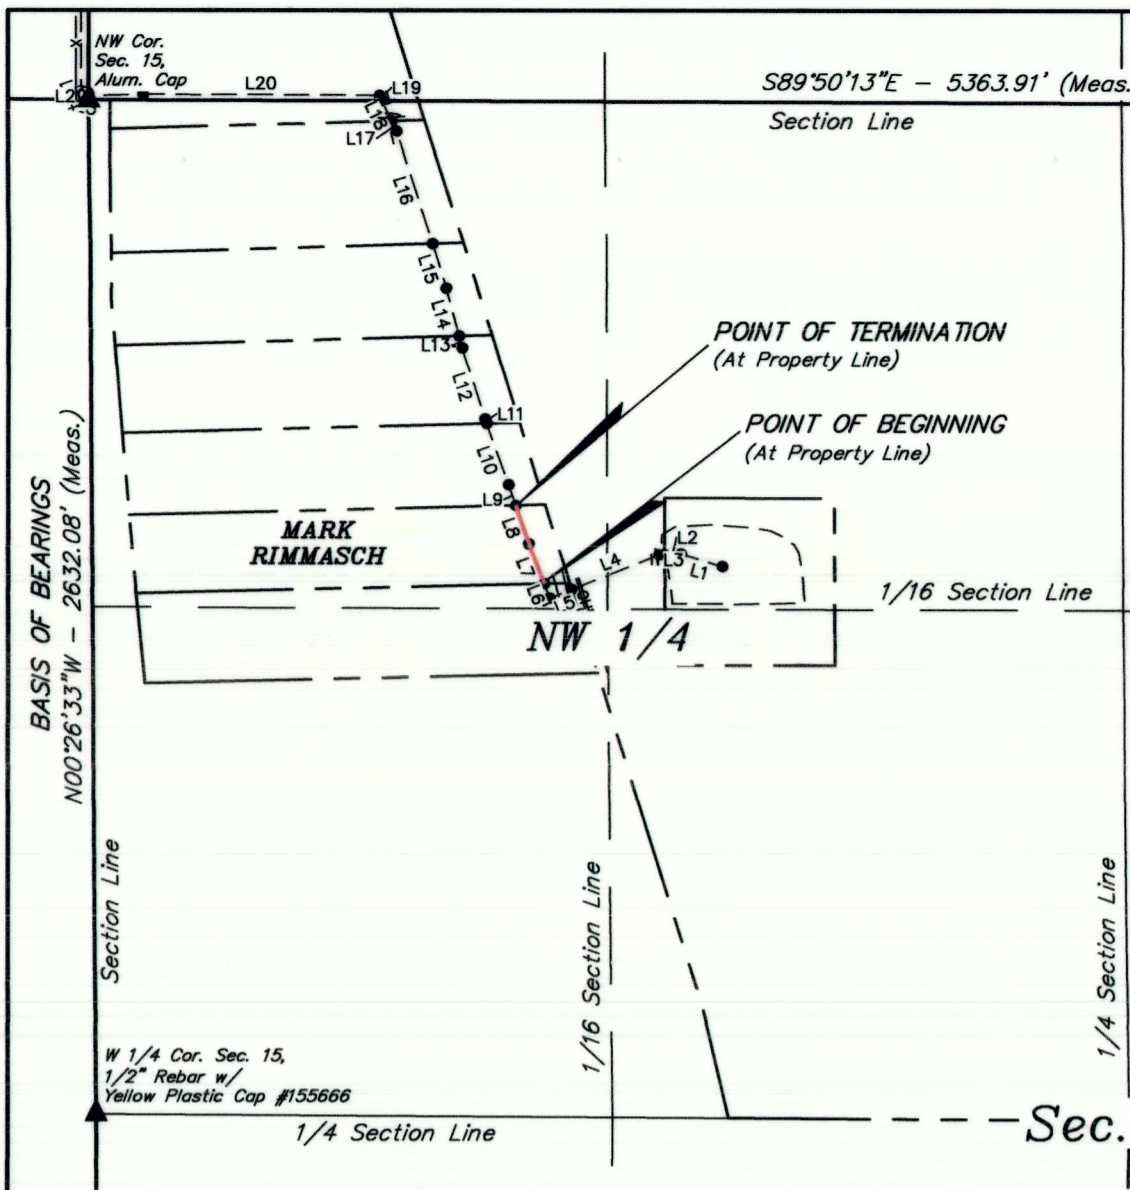 NW Cor.
Sec. 15,
Alum. Cap
L20
L19
S89°50'13"E - 5363.91' (Meas.
Section Line
L18
L17
L16
L15
L14
L13
L12
L11
L10
L9
L8
L7
L6
L4
L3
L2
L1
POINT OF TERMINATION
(At Property Line)
POINT OF BEGINNING
(At Property Line)
MARK
RIMMASCH
1/16 Section Line
NW 1/4
BASIS OF BEARINGS
N00°26'33"W - 2632.08' (Meas.)
Section Line
1/16 Section Line
1/4 Section Line
W 1/4 Cor. Sec. 15,
1/2" Rebar w/
Yellow Plastic Cap #155666
1/4 Section Line
Sec.